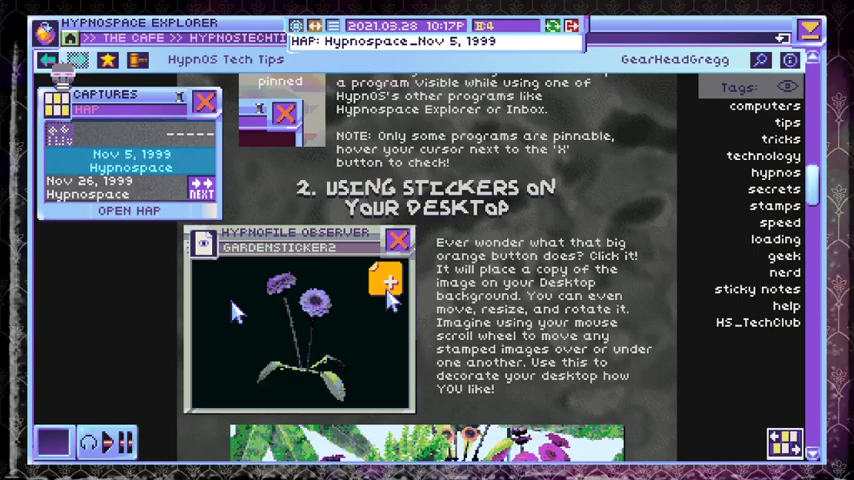 HYPNOSPACE EXPLORER
2021.03.28 10:17P
:4
>> THE CAFE >> HYPNOSTECHTI
HAP: Hypnospace_Nov 5, 1999
HypnOS Tech Tips
GearHeadGregg
CAPTURES
HAP
-----
Nov 5, 1999
Hypnospace
Nov 26, 1999
Hypnospace
NEXT
OPEN HAP
pinned
a program visible while using one of
HypnOS's other programs like
Hypnospace Explorer or Inbox.
NOTE: Only some programs are pinnable,
hover your cursor next to the 'X'
button to check!
2. USING STICKERS ON
YOUR DESKTOP
HYPNOFILE OBSERVER
GARDENSTICKER2
Ever wonder what that big
orange button does? Click it!
It will place a copy of the
image on your Desktop
background. You can even
move, resize, and rotate it.
Imagine using your mouse
scroll wheel to move any
stamped images over or under
one another. Use this to
decorate your desktop how
YOU like!
Tags:
computers
tips
tricks
technology
hypnos
secrets
stamps
speed
loading
geek
nerd
sticky notes
help
HS_TechClub